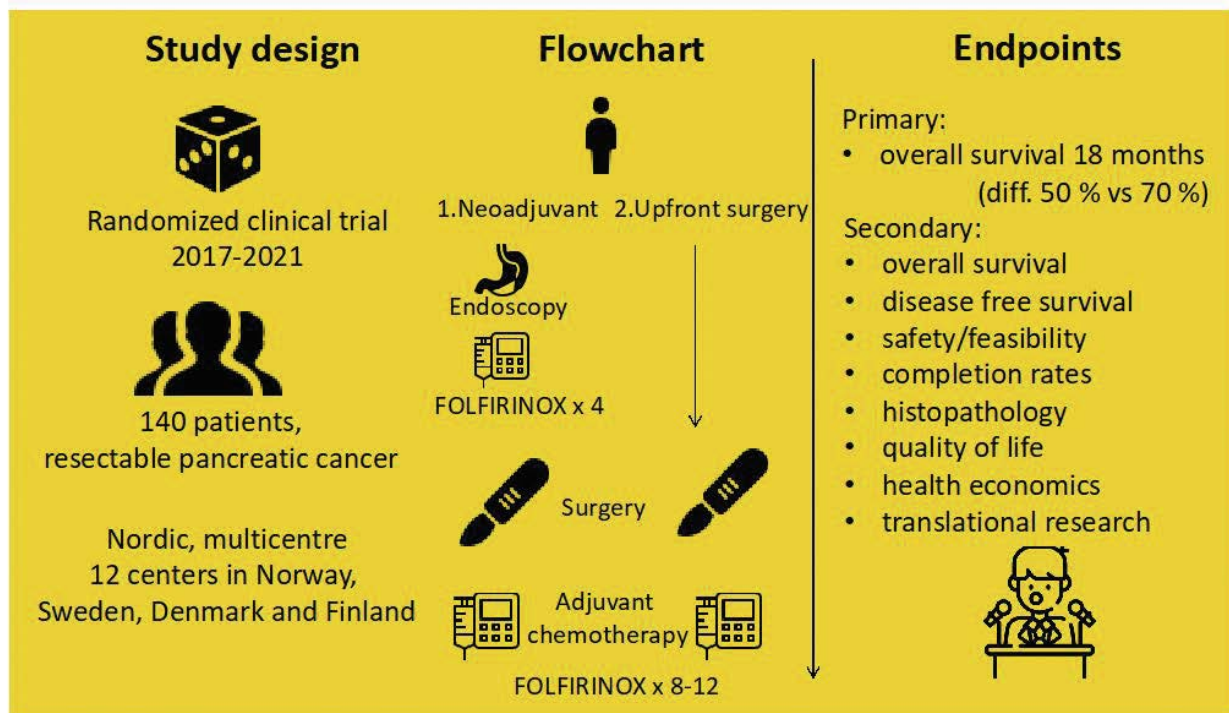 Study design
Randomized clinical trial
2017-2021
140 patients,
resectable pancreatic cancer
Nordic, multicentre
12 centers in Norway,
Sweden, Denmark and Finland
Flowchart
1.Neoadjuvant 2.Upfront surgery
Endoscopy
FOLFIRINOX x 4
Surgery
Adjuvant
chemotherapy
FOLFIRINOX x 8-12
Endpoints
Primary:
• overall survival 18 months
(diff. 50 % vs 70 %)
Secondary:
• overall survival
• disease free survival
• safety/feasibility
• completion rates
• histopathology
• quality of life
• health economics
• translational research